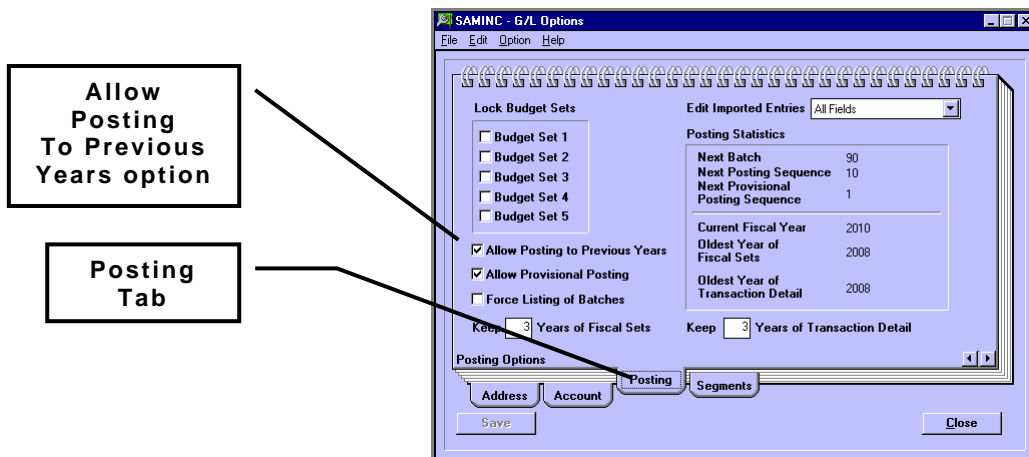 Allow
Posting
To Previous
Years option
Posting
Tab
SAMINC - G/L Options
File Edit Option Help
Lock Budget Sets
Budget Set 1
Budget Set 2
Budget Set 3
Budget Set 4
Budget Set 5
Allow Posting to Previous Years
Allow Provisional Posting
Force Listing of Batches
Keep 3 Years of Fiscal Sets
Edit Imported Entries All Fields
Posting Statistics
Next Batch 90
Next Posting Sequence 10
Next Provisional
Posting Sequence 1
Current Fiscal Year 2010
Oldest Year of
Fiscal Sets 2008
Oldest Year of
Transaction Detail 2008
Keep 3 Years of Transaction Detail
Posting Options
Address Account Posting Segments
Save Close